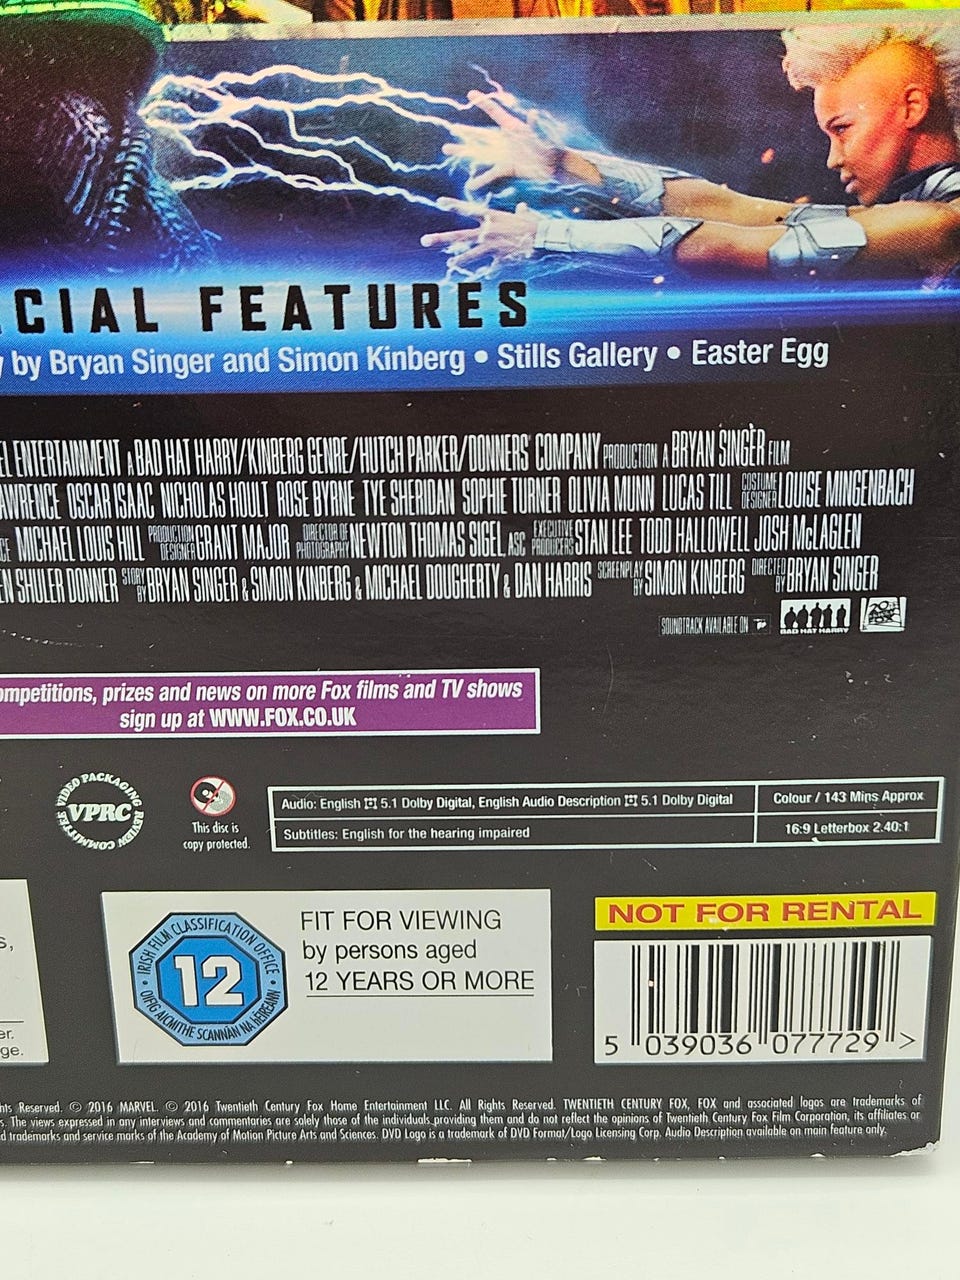 CIAL FEATURES
by Bryan Singer and Simon Kinberg • Stills Gallery • Easter Egg
EL ENTERTAINMENT A BAD HAT HARRY/KINBERG GENRE/HUTCH PARKER/DONNERS' COMPANY PRODUCTION A BRYAN SINGER FILM
AWRENCE OSCAR ISAAC NICHOLAS HOULT ROSE BYRNE TYE SHERIDAN SOPHIE TURNER OLIVIA MUNN LUCAS TILL COSTUME DESIGNER LOUISE MINGENBACH
CE MICHAEL LOUIS HILL PRODUCTION DESIGNER GRANT MAJOR DIRECTOR OF PHOTOGRAPHY NEWTON THOMAS SIGEL, ASC EXECUTIVE PRODUCERS STAN LEE TODD HALLOWELL JOSH McLAGLEN
EN SHULER DONNER STORY BY BRYAN SINGER & SIMON KINBERG & MICHAEL DOUGHERTY & DAN HARRIS SCREENPLAY BY SIMON KINBERG DIRECTED BY BRYAN SINGER
SOUNDTRACK AVAILABLE ON
BAD HAT HARRY
20th CENTURY FOX
ompetitions, prizes and news on more Fox films and TV shows
sign up at WWW.FOX.CO.UK
VIDEO PACKAGING REVIEW COMMITTEE
VPRC
This disc is
copy protected.
Audio: English 5.1 Dolby Digital, English Audio Description 5.1 Dolby Digital
Colour / 143 Mins Approx
Subtitles: English for the hearing impaired
16:9 Letterbox 2.40:1
s,
er.
ge.
IRISH FILM CLASSIFICATION OFFICE
12
OIFIG AICMITHE SCANNÁN NA hÉIREANN
FIT FOR VIEWING
by persons aged
12 YEARS OR MORE
NOT FOR RENTAL
5 039036 077729 >
hts Reserved. © 2016 MARVEL. © 2016 Twentieth Century Fox Home Entertainment LLC. All Rights Reserved. TWENTIETH CENTURY FOX, FOX and associated logos are trademarks of
s. The views expressed in any interviews and commentaries are solely those of the individuals providing them and do not reflect the opinions of Twentieth Century Fox Film Corporation, its affiliates or
d trademarks and service marks of the Academy of Motion Picture Arts and Sciences. DVD Logo is a trademark of DVD Format/Logo Licensing Corp. Audio Description available on main feature only.